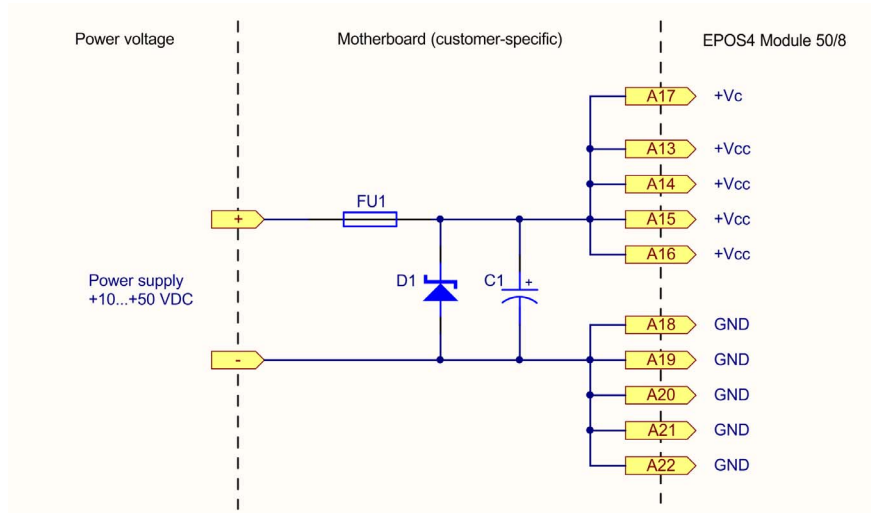 Power voltage
Motherboard (customer-specific)
EPOS4 Module 50/8
A17 +Vc
A13 +Vcc
A14 +Vcc
FU1
+ A15 +Vcc
A16 +Vcc
Power supply
+10...+50 VDC
D1
C1 +
A18 GND
- A19 GND
A20 GND
A21 GND
A22 GND